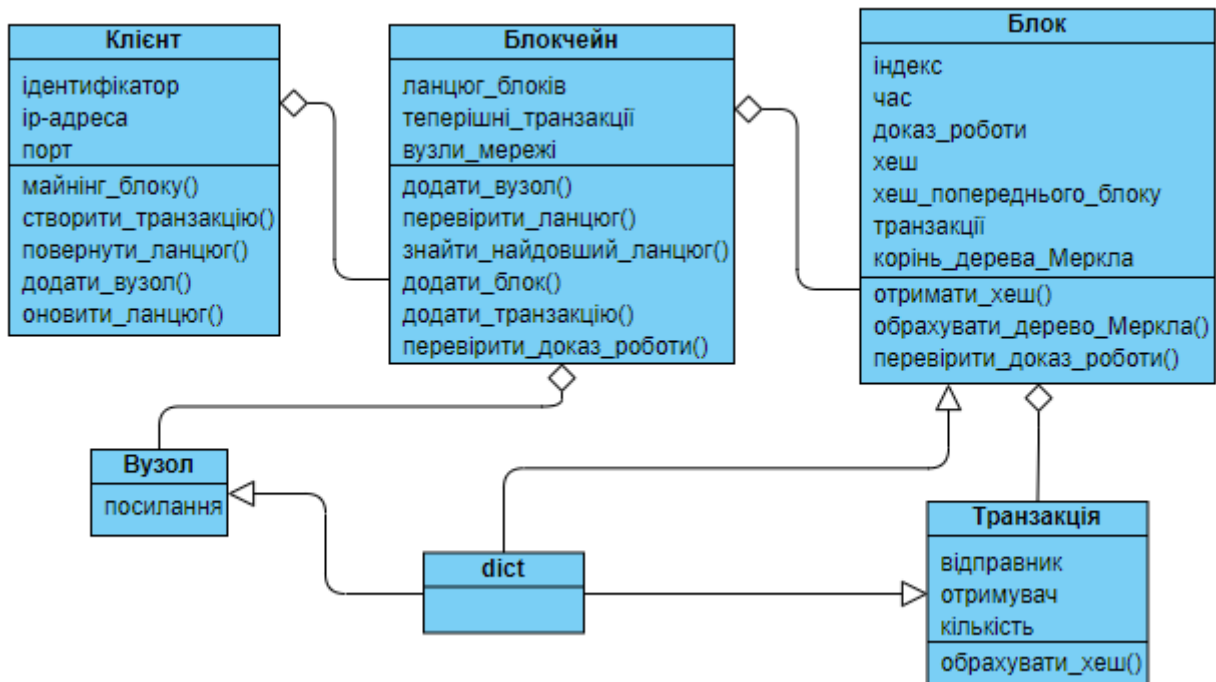 Клієнт
ідентифікатор
ір-адреса
порт
майнінг_блоку()
створити_транзакцію()
повернути_ланцюг()
додати_вузол()
оновити_ланцюг()
Блокчейн
ланцюг_блоків
теперішні_транзакції
вузли_мережі
додати_вузол()
перевірити_ланцюг()
знайти_найдовший_ланцюг()
додати_блок()
додати_транзакцію()
перевірити_доказ_роботи()
Блок
індекс
час
доказ_роботи
хеш
хеш_попереднього_блоку
транзакції
корінь_дерева_Меркла
отримати_хеш()
обрахувати_дерево_Меркла()
перевірити_доказ_роботи()
Вузол
посилання
dict
Транзакція
відправник
отримувач
кількість
обрахувати_хеш()